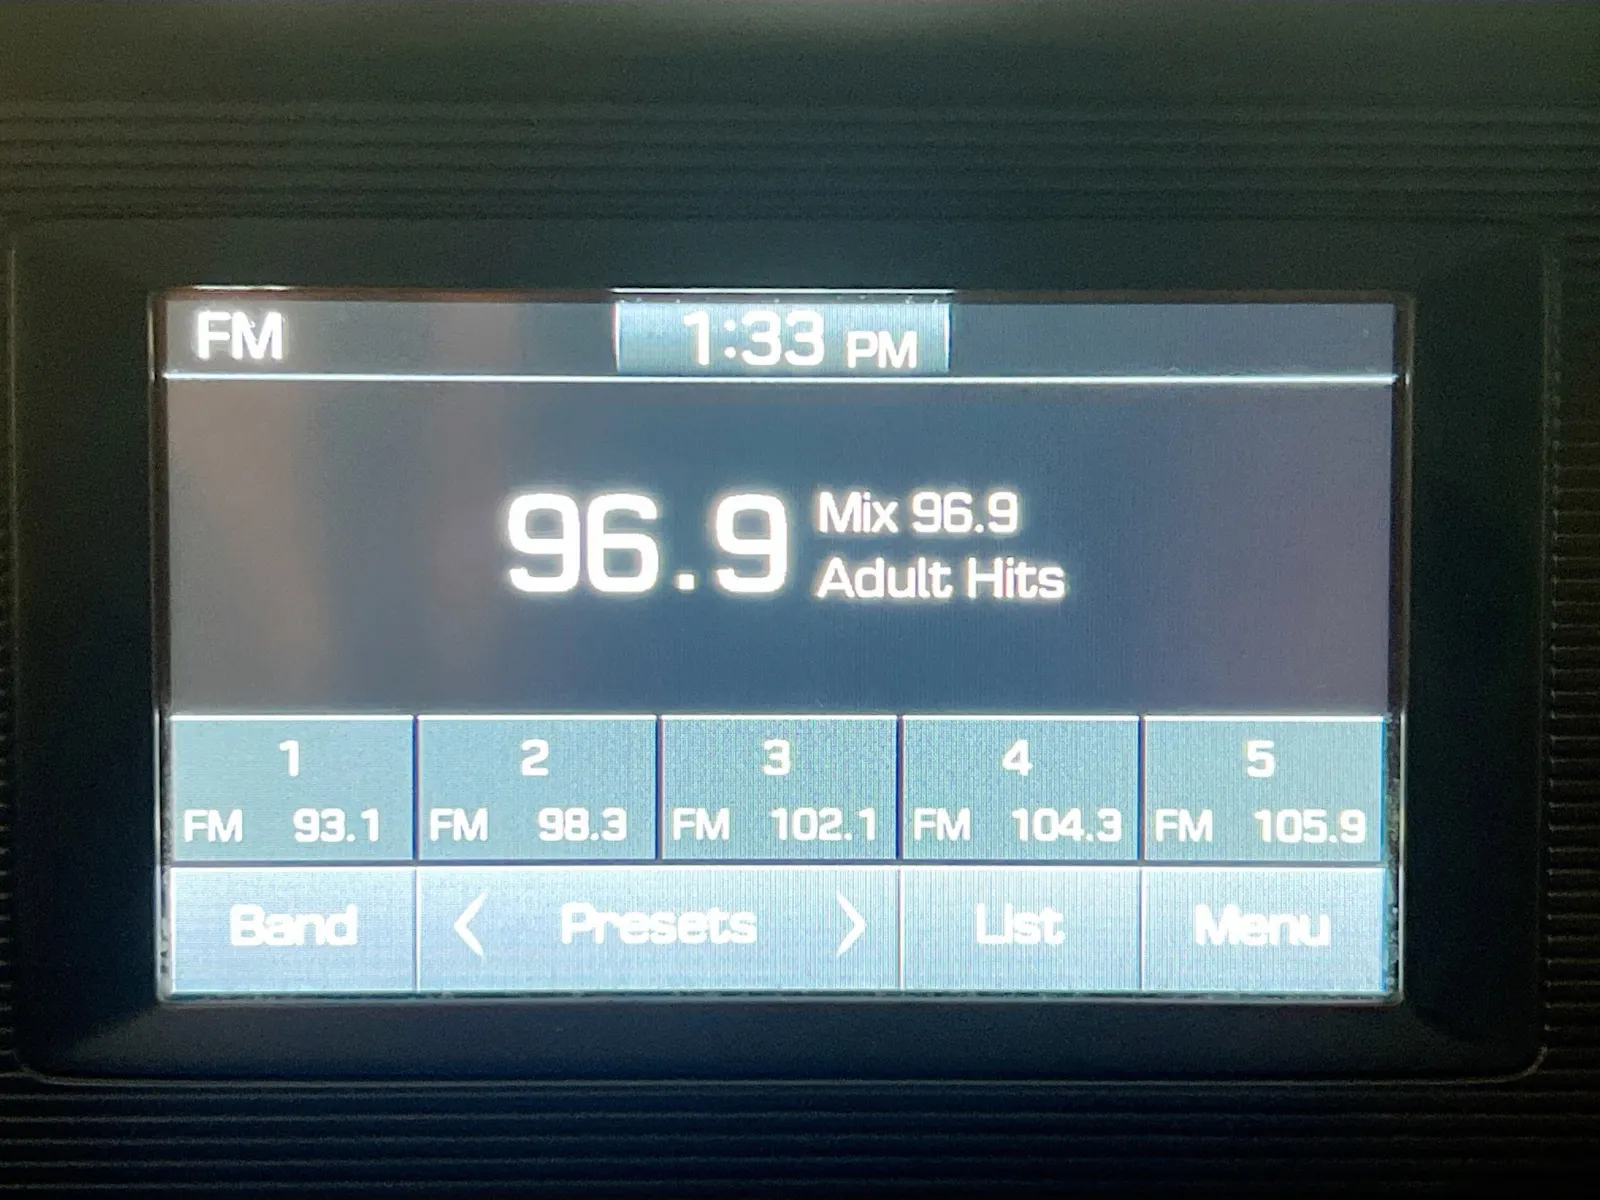 FM 1:33 PM
96.9 Mix 96.9
Adult Hits
1 2 3 4 5
FM 93.1 FM 98.3 FM 102.1 FM 104.3 FM 105.9
Band < Presets > List Menu